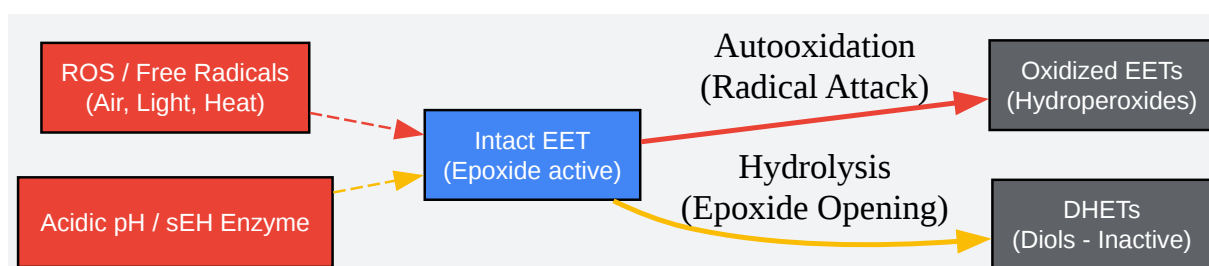 ROS / Free Radicals
(Air, Light, Heat)
Acidic pH / sEH Enzyme
Intact EET
(Epoxide active)
Autooxidation
(Radical Attack)
Hydrolysis
(Epoxide Opening)
Oxidized EETs
(Hydroperoxides)
DHETs
(Diols - Inactive)